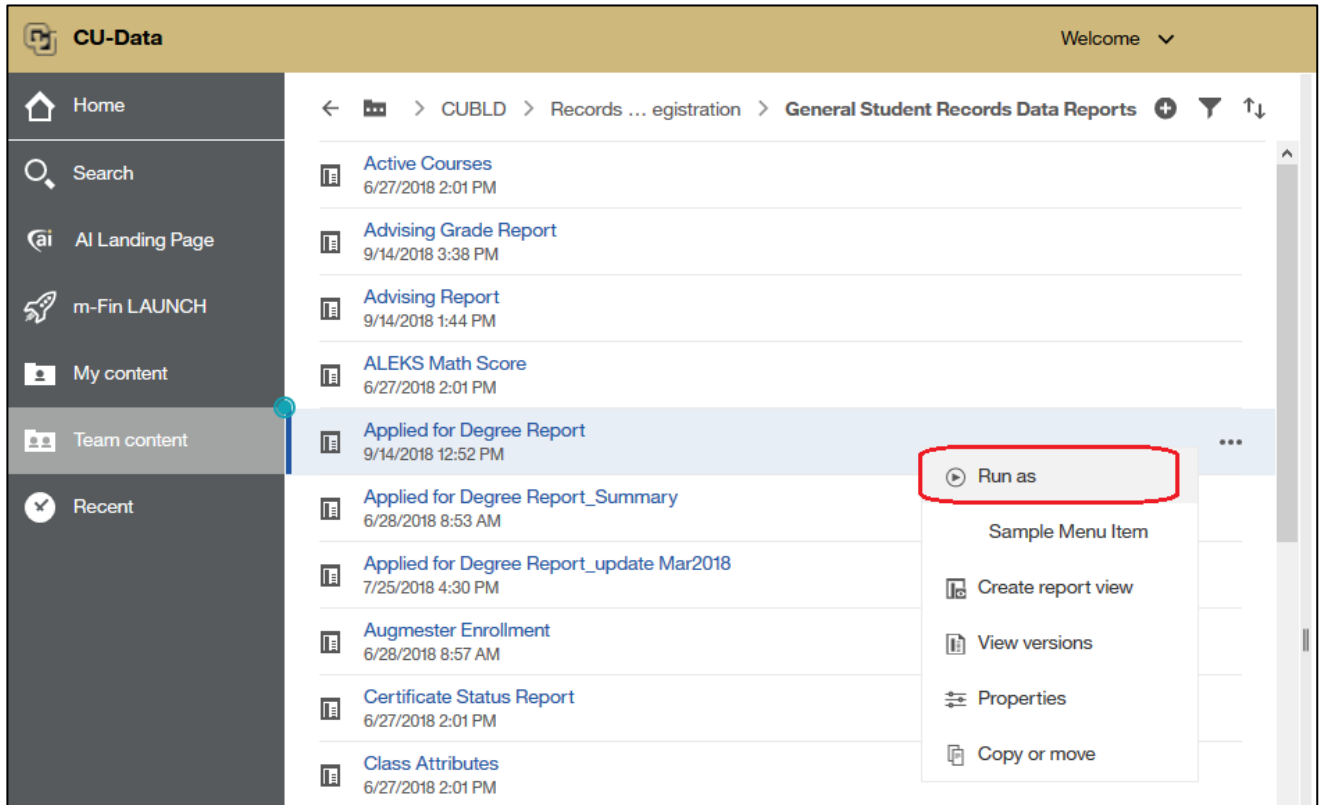 CU-Data
Welcome
Home
Search
ai AI Landing Page
m-Fin LAUNCH
My content
Team content
Recent
> CUBLD > Records … egistration > General Student Records Data Reports
Active Courses
6/27/2018 2:01 PM
Advising Grade Report
9/14/2018 3:38 PM
Advising Report
9/14/2018 1:44 PM
ALEKS Math Score
6/27/2018 2:01 PM
Applied for Degree Report
9/14/2018 12:52 PM
Applied for Degree Report_Summary
6/28/2018 8:53 AM
Applied for Degree Report_update Mar2018
7/25/2018 4:30 PM
Augmester Enrollment
6/28/2018 8:57 AM
Certificate Status Report
6/27/2018 2:01 PM
Class Attributes
6/27/2018 2:01 PM
Run as
Sample Menu Item
Create report view
View versions
Properties
Copy or move